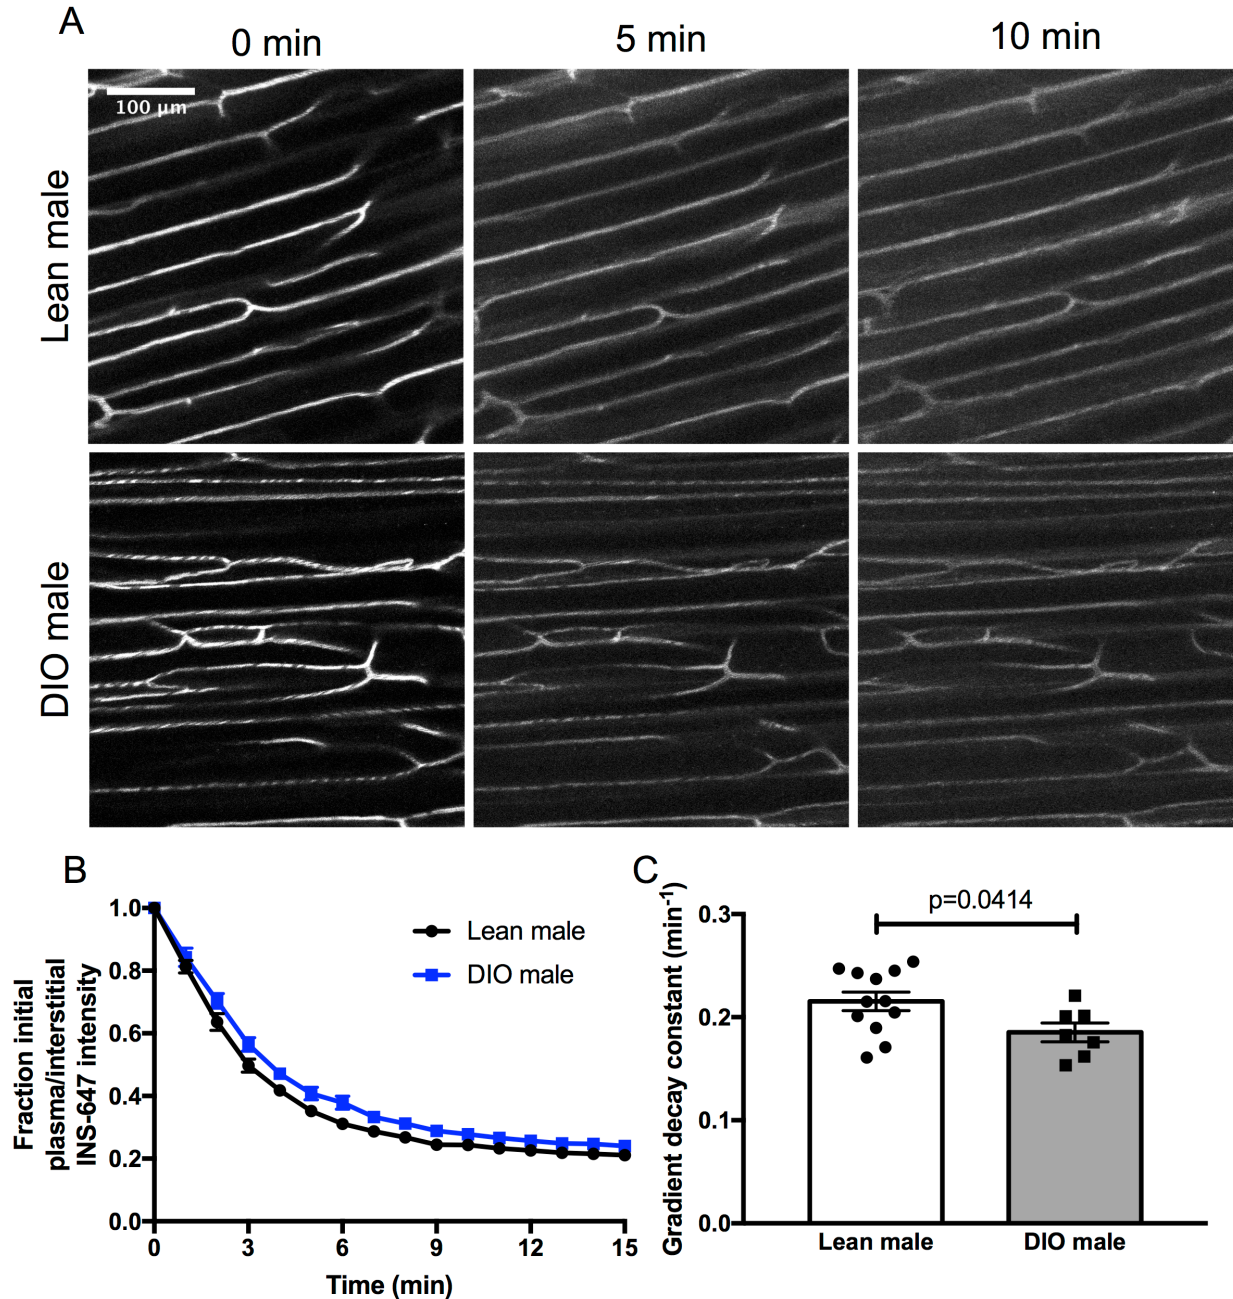 A
0 min
5 min
10 min
100 µm
Lean male
DIO male
B
Fraction initial
plasma/interstitial
INS-647 intensity
1.0
0.8
0.6
0.4
0.2
0.0
Lean male
DIO male
0 3 6 9 12 15
Time (min)
C
Gradient decay constant (min⁻¹)
0.3
0.2
0.1
0.0
p=0.0414
Lean male DIO male